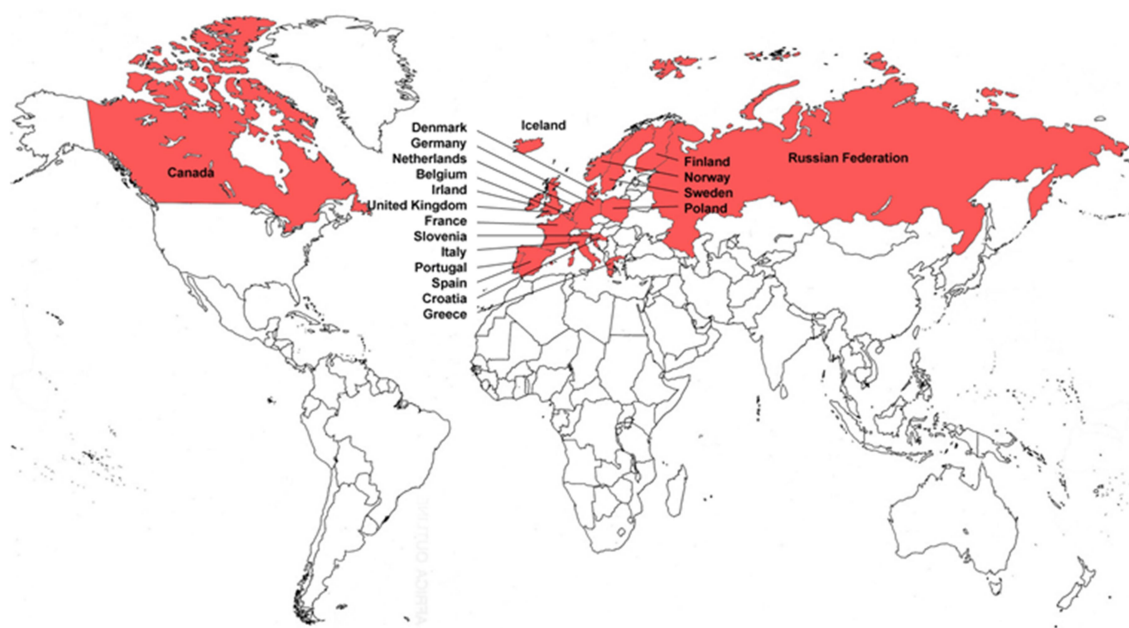 Iceland
Denmark
Germany
Netherlands
Belgium
Irland
United Kingdom
France
Slovenia
Italy
Portugal
Spain
Croatia
Greece
Finland
Norway
Sweden
Poland
Canada
Russian Federation